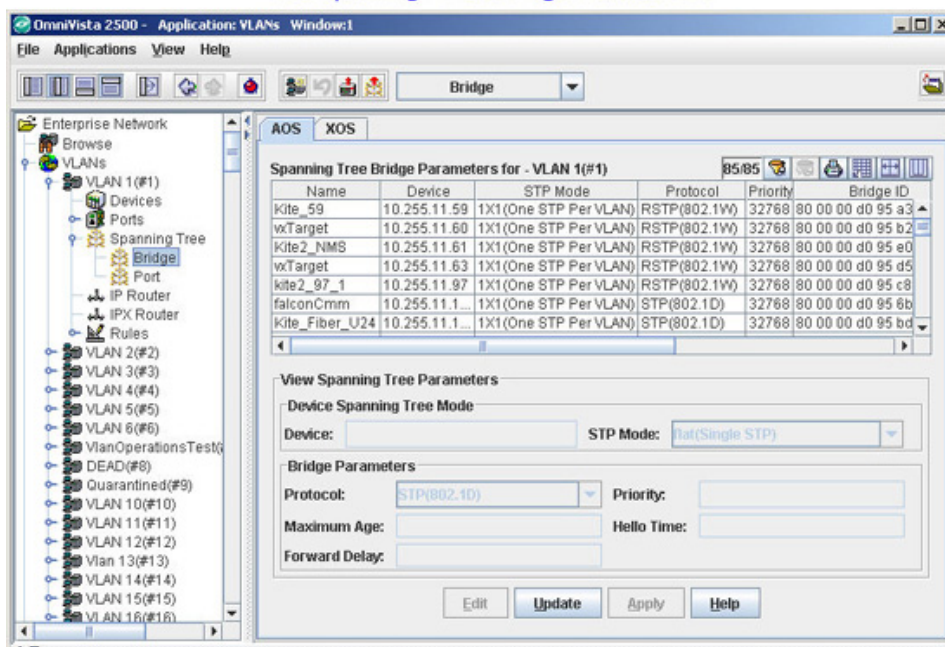 OmniVista 2500 - Application: VLANs Window:1
File Applications View Help
Bridge
Enterprise Network
Browse
VLANs
VLAN 1(#1)
Devices
Ports
Spanning Tree
Bridge
Port
IP Router
IPX Router
Rules
VLAN 2(#2)
VLAN 3(#3)
VLAN 4(#4)
VLAN 5(#5)
VLAN 6(#6)
VlanOperationsTest(
DEAD(#8)
Quarantined(#9)
VLAN 10(#10)
VLAN 11(#11)
VLAN 12(#12)
Vlan 13(#13)
VLAN 14(#14)
VLAN 15(#15)
VLAN 16(#16)
AOS XOS
Spanning Tree Bridge Parameters for - VLAN 1(#1) 85/85
Name Device STP Mode Protocol Priority Bridge ID
Kite_59 10.255.11.59 1X1(One STP Per VLAN) RSTP(802.1W) 32768 80 00 00 d0 95 a3
vxTarget 10.255.11.60 1X1(One STP Per VLAN) RSTP(802.1W) 32768 80 00 00 d0 95 b2
Kite2_NMS 10.255.11.61 1X1(One STP Per VLAN) RSTP(802.1W) 32768 80 00 00 d0 95 e0
vxTarget 10.255.11.63 1X1(One STP Per VLAN) RSTP(802.1W) 32768 80 00 00 d0 95 d5
kite2_97_1 10.255.11.97 1X1(One STP Per VLAN) RSTP(802.1W) 32768 80 00 00 d0 95 c8
falconCmm 10.255.11.1... 1X1(One STP Per VLAN) STP(802.1D) 32768 80 00 00 d0 95 6b
Kite_Fiber_U24 10.255.11.1... 1X1(One STP Per VLAN) STP(802.1D) 32768 80 00 00 d0 95 bd
View Spanning Tree Parameters
Device Spanning Tree Mode
Device: STP Mode: flat(Single STP)
Bridge Parameters
Protocol: STP(802.1D) Priority:
Maximum Age: Hello Time:
Forward Delay:
Edit Update Apply Help